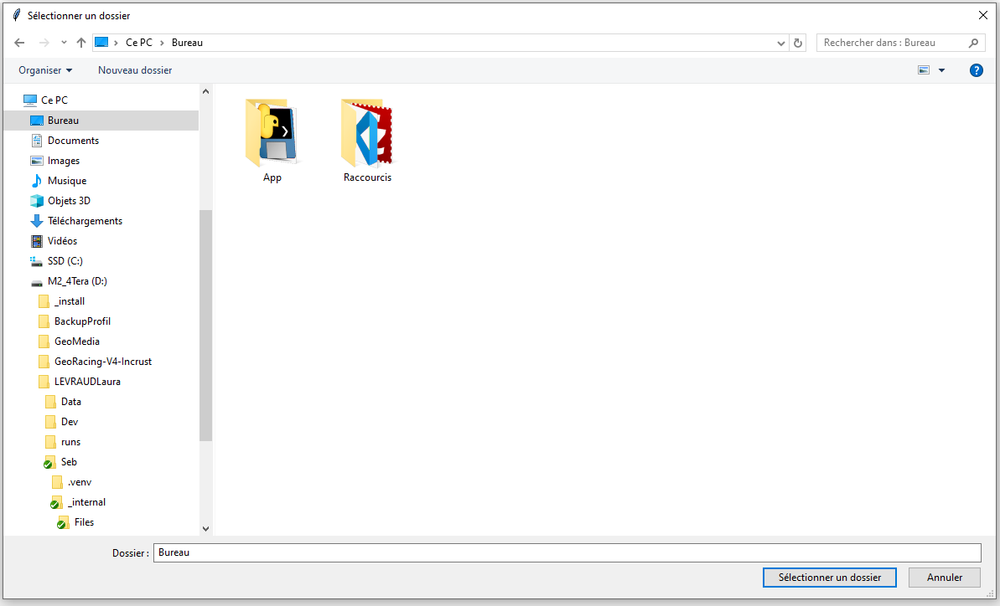 Sélectionner un dossier
Ce PC
Bureau
Rechercher dans : Bureau
Organiser
Nouveau dossier
?
Ce PC
Bureau
Documents
Images
Musique
Objets 3D
Téléchargements
Vidéos
SSD (C:)
M2_4Tera (D:)
_install
BackupProfil
GeoMedia
GeoRacing-V4-Incrust
LEVRAUDLaura
Data
Dev
runs
Seb
.venv
_internal
Files
App
Raccourcis
Dossier :
Bureau
Sélectionner un dossier
Annuler